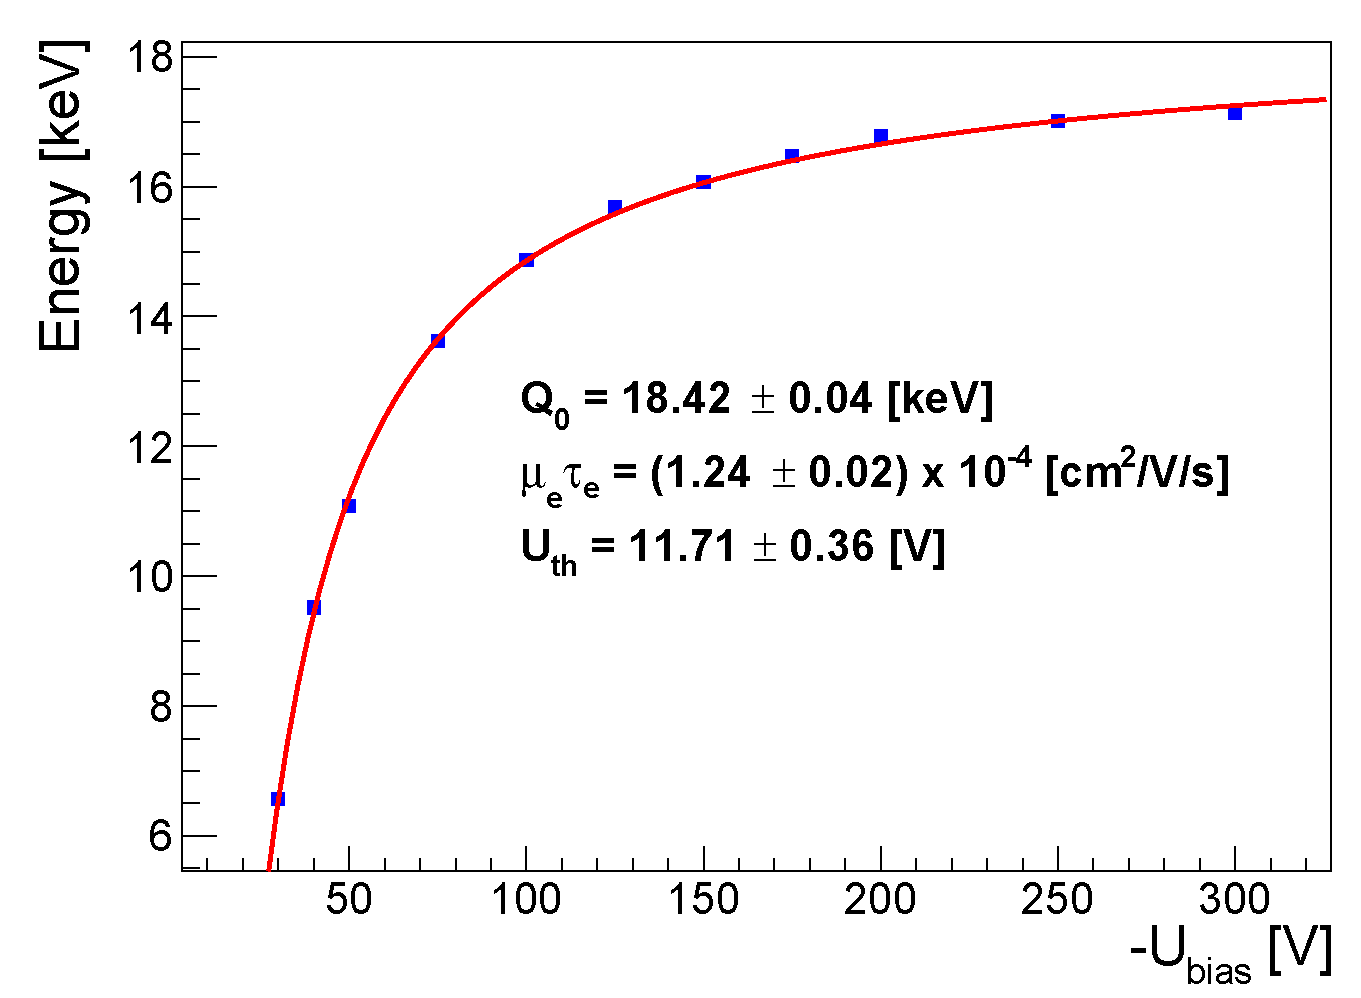 Energy [keV]
18
16
14
12
10
8
6
Q0 = 18.42 ± 0.04 [keV]
μeτe = (1.24 ± 0.02) x 10-4 [cm2/V/s]
Uth = 11.71 ± 0.36 [V]
50 100 150 200 250 300
-Ubias [V]